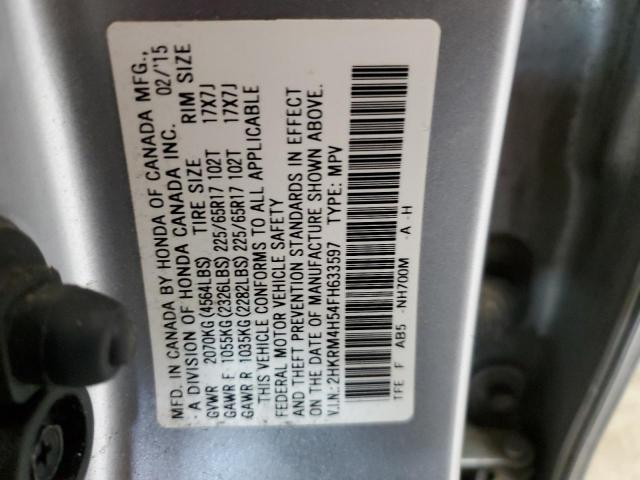 MFD. IN CANADA BY HONDA OF CANADA MFG.,
A DIVISION OF HONDA CANADA INC. 02/'15
GVWR 2070KG (4564LBS) TIRE SIZE RIM SIZE
GAWR F 1055KG (2326LBS) 225/65R17 102T 17X7J
GAWR R 1035KG (2282LBS) 225/65R17 102T 17X7J
THIS VEHICLE CONFORMS TO ALL APPLICABLE
FEDERAL MOTOR VEHICLE SAFETY
AND THEFT PREVENTION STANDARDS IN EFFECT
ON THE DATE OF MANUFACTURE SHOWN ABOVE.
V.I.N.: 2HKRM4H54FH633597 TYPE: MPV
TFE F AB5 -NH700M -A -H